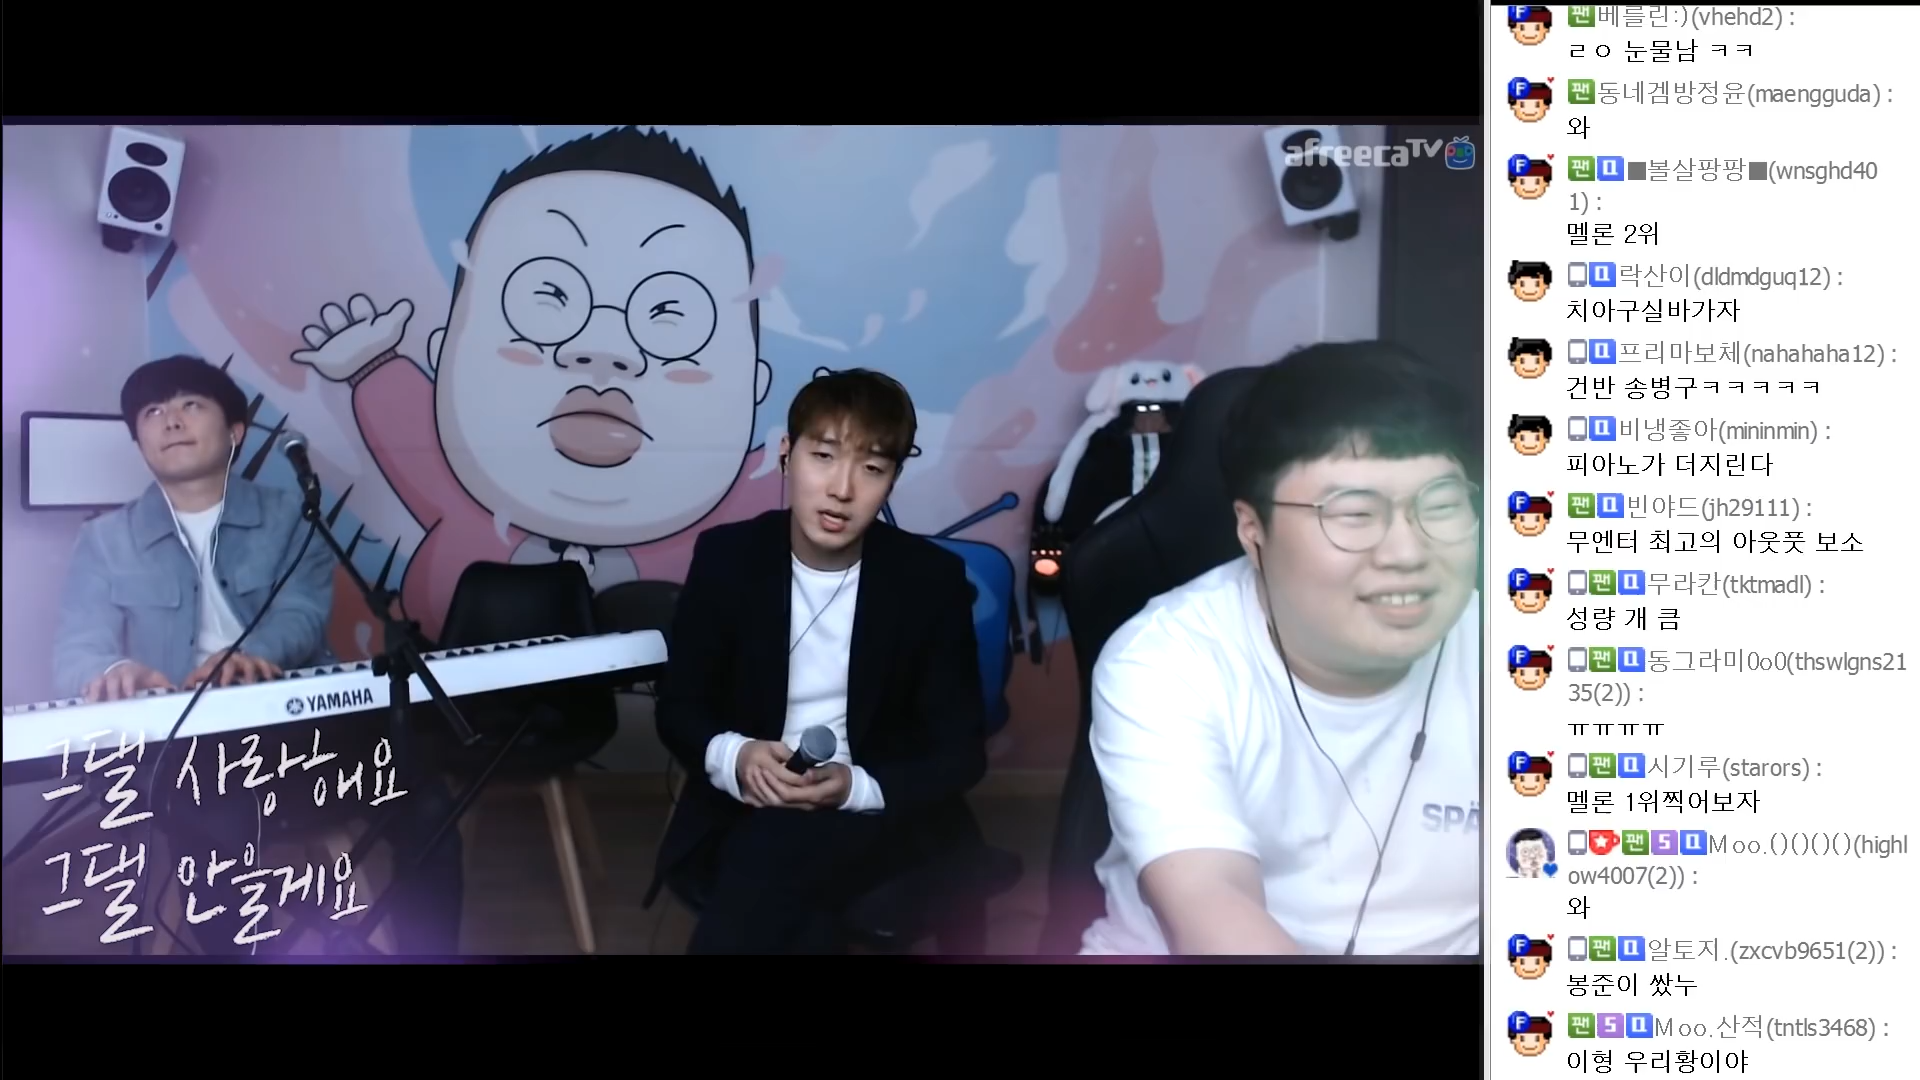 afreecaTV
YAMAHA
그댈 사랑해요
그댈 안을게요
SPA
팬 베를린:)(vhehd2) :
ㄹㅇ 눈물남 ㅋㅋ
팬 동네겜방정윤(maengguda) :
와
팬 ■볼살팡팡■(wnsghd40
1) :
멜론 2위
락산이(dldmdguq12) :
치아구실바가자
프리마보체(nahahaha12) :
건반 송병구ㅋㅋㅋㅋㅋ
비냉좋아(mininmin) :
피아노가 더지린다
팬 빈야드(jh29111) :
무엔터 최고의 아웃풋 보소
팬 무라칸(tktmadl) :
성량 개 큼
팬 동그라미0o0(thswlgns21
35(2)) :
ㅠㅠㅠㅠ
팬 시기루(starors) :
멜론 1위찍어보자
팬 S Moo.()()()()(highl
ow4007(2)) :
와
팬 알토지.(zxcvb9651(2)) :
봉준이 쌌누
팬 S Moo.산적(tntls3468) :
이형 우리황이야